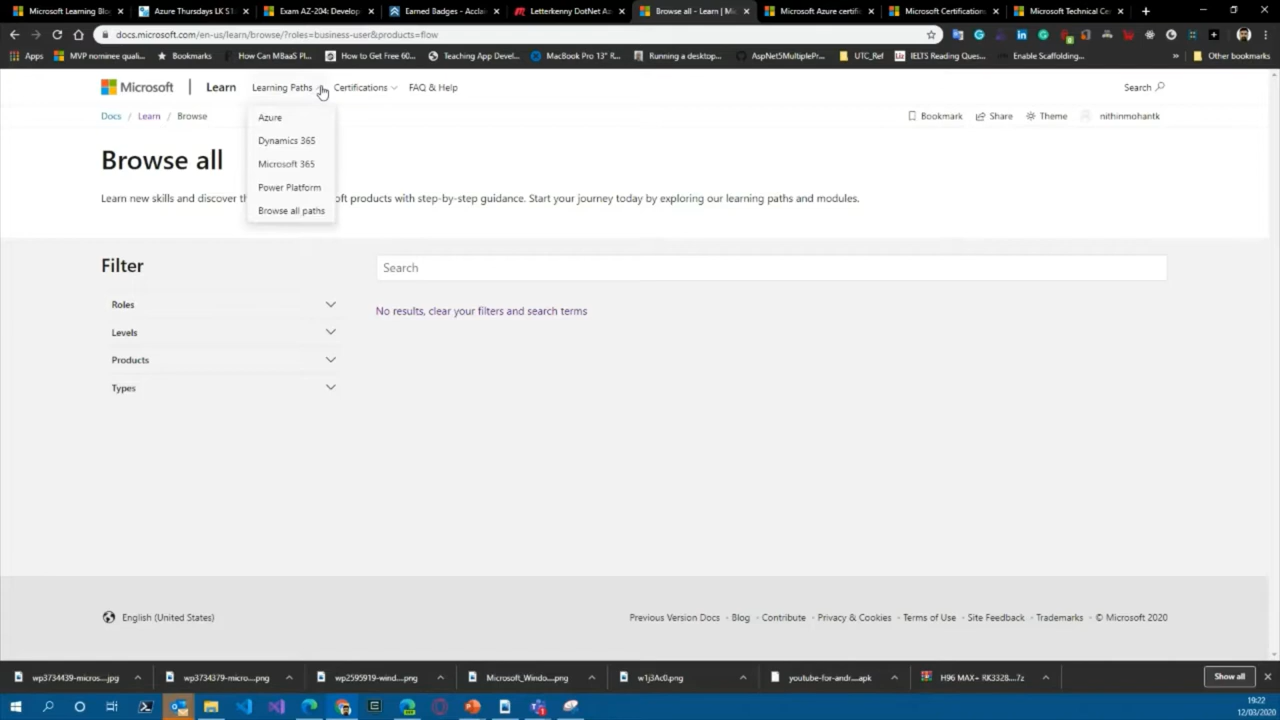 Microsoft Learning Blo
Azure Thursdays LK S1
Exam AZ-204: Develop
Earned Badges - Acclai
Letterkenny DotNet Az
Browse all - Learn | Mic
Microsoft Azure certific
Microsoft Certification
Microsoft Technical Ce
docs.microsoft.com/en-us/learn/browse/?roles=business-user&products=flow
Apps
MVP nominee quali...
Bookmarks
How Can MBaaS Pl...
How to Get Free 60...
Teaching App Devel...
MacBook Pro 13" R...
Running a desktop...
AspNet5MultiplePr...
UTC_Ref
IELTS Reading Ques...
Enable Scaffolding...
»
Other bookmarks
Microsoft | Learn
Learning Paths
Certifications
FAQ & Help
Search
Docs / Learn / Browse
Bookmark
Share
Theme
nithinmohantk
Azure
Dynamics 365
Microsoft 365
Power Platform
Browse all paths
Browse all
Learn new skills and discover th
oft products with step-by-step guidance. Start your journey today by exploring our learning paths and modules.
Filter
Roles
Levels
Products
Types
Search
No results, clear your filters and search terms
English (United States)
Previous Version Docs · Blog · Contribute · Privacy & Cookies · Terms of Use · Site Feedback · Trademarks · © Microsoft 2020
wp3734439-micros....jpg
wp3734379-micro....png
wp2595919-wind....png
Microsoft_Windo....png
w1j3Ac0.png
youtube-for-andr....apk
H96 MAX+ RK3328....7z
Show all
19:22
12/03/2020